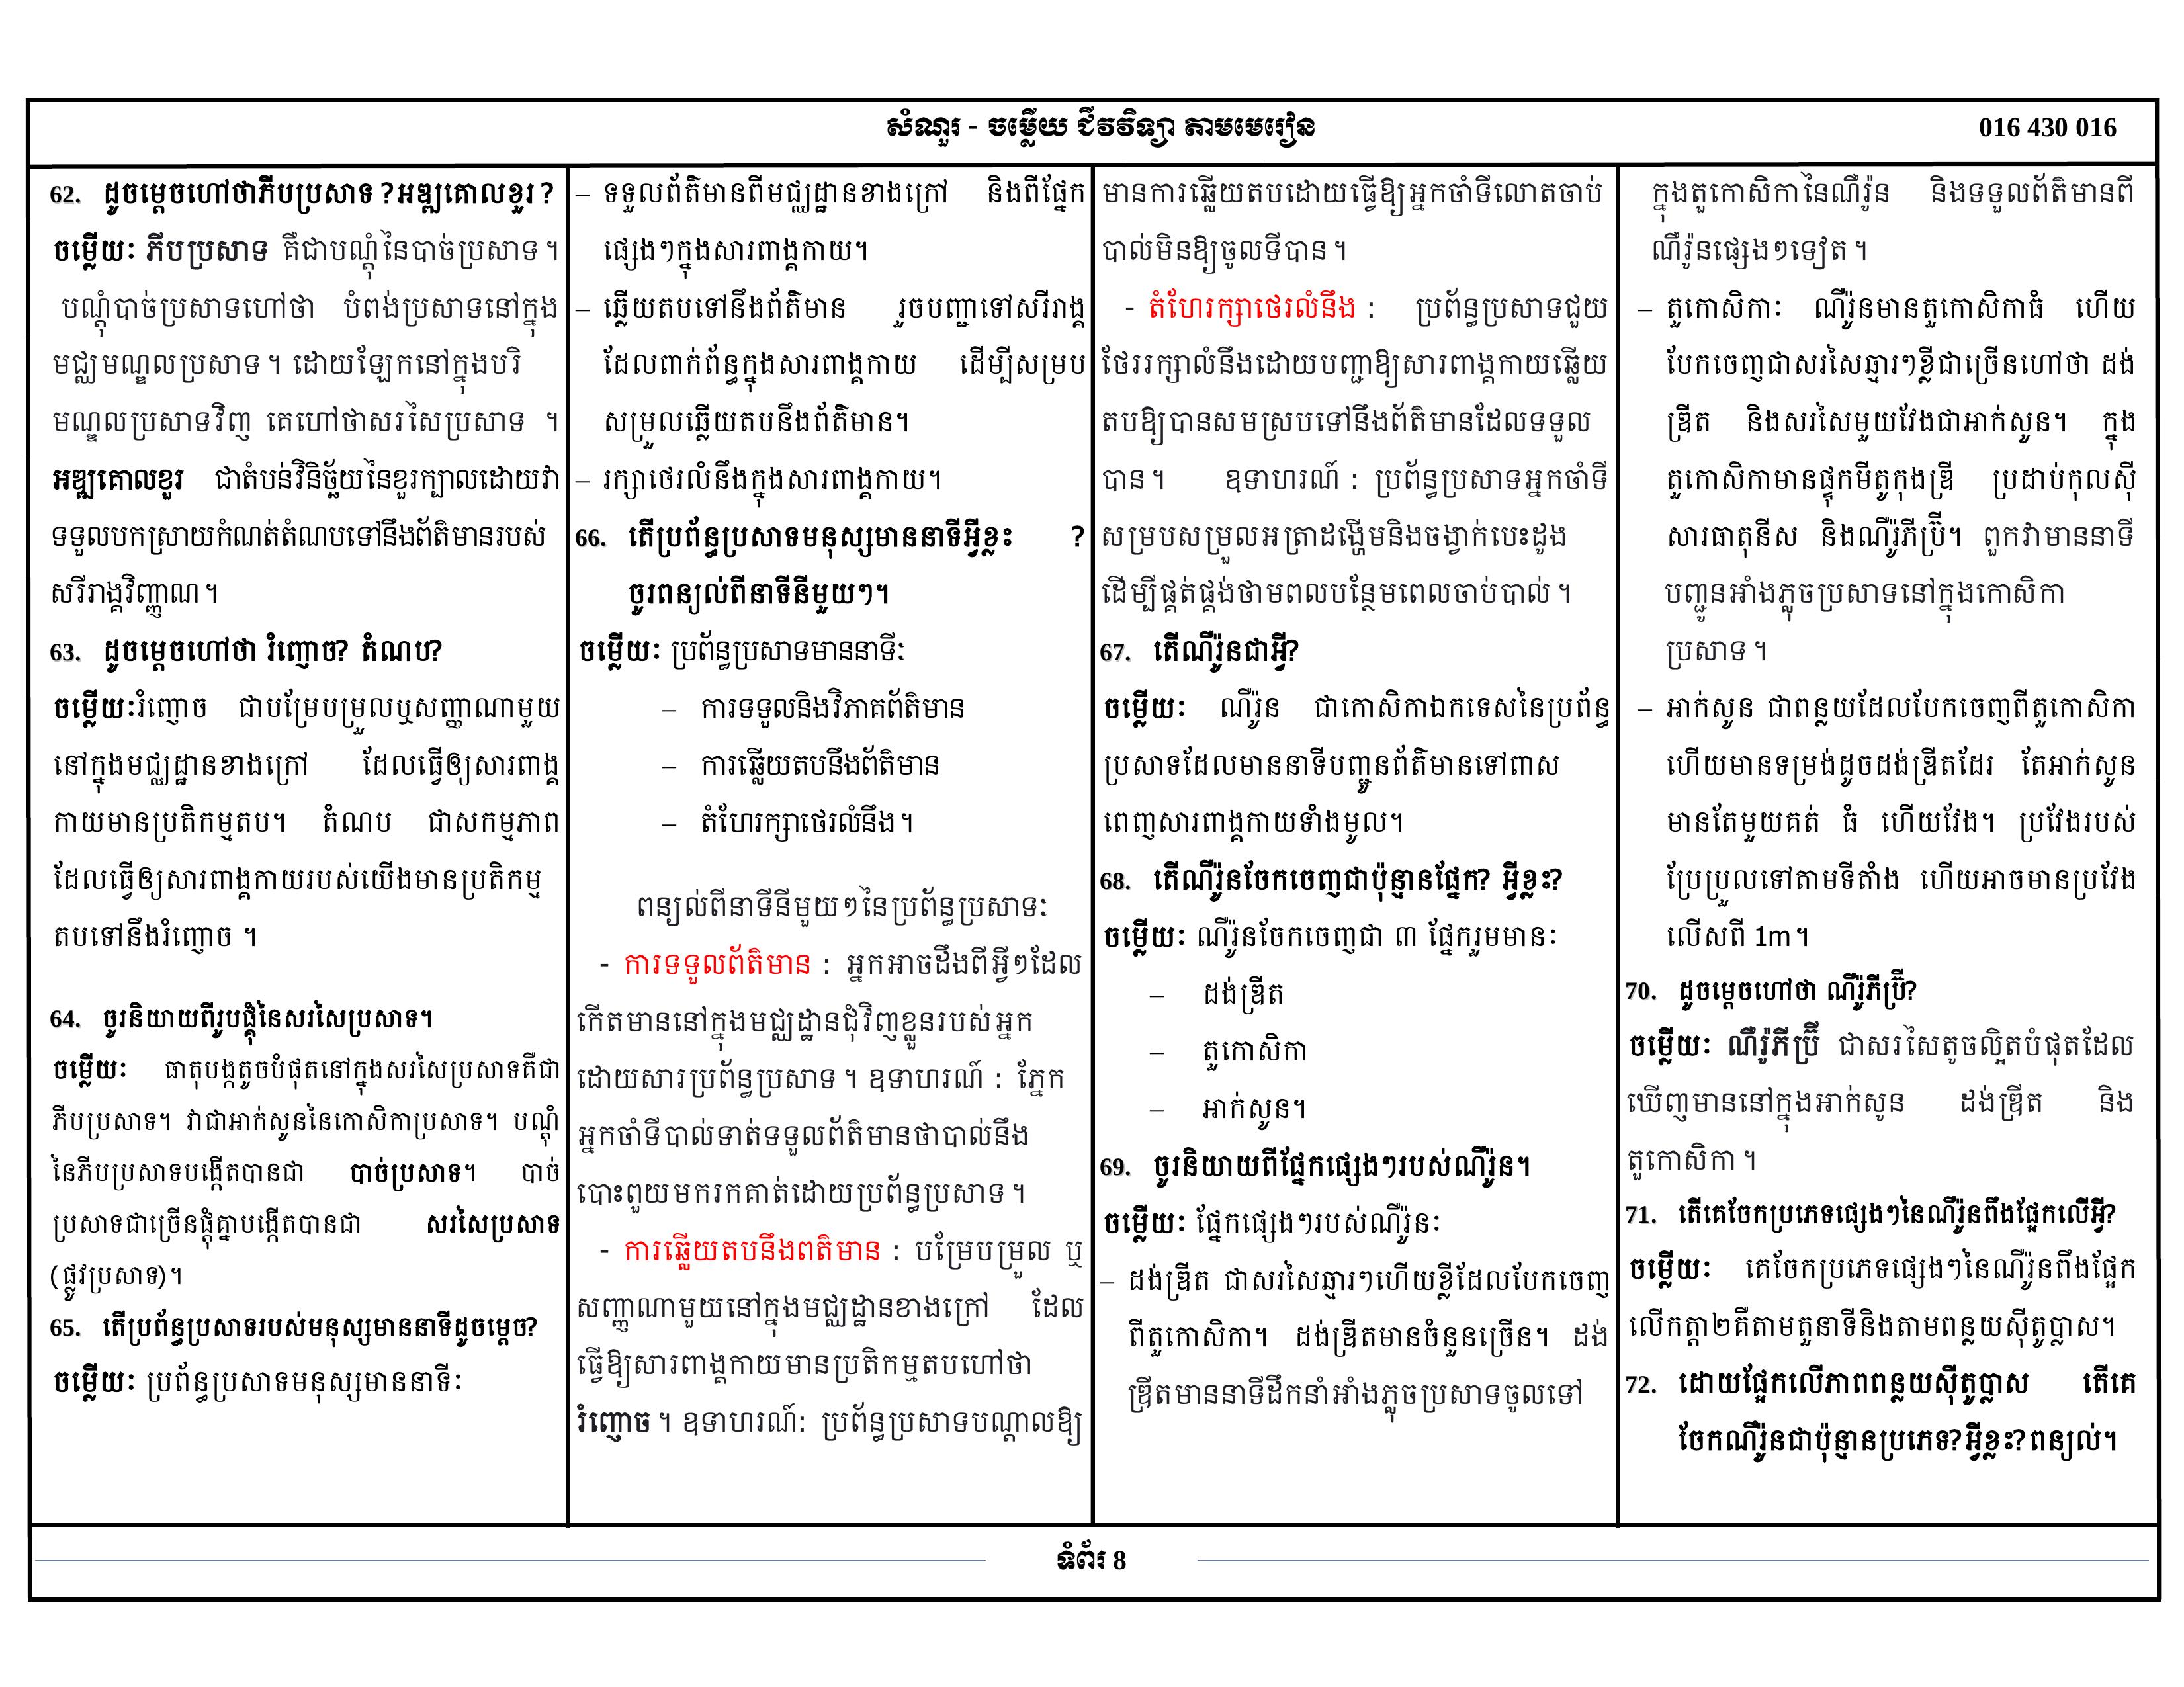 សំណួរ - ចម្លើយ ជីវវិទ្យា តាមមេរៀន
016 430 016
62. ដូចម្តេចហៅថាភីបប្រសាទ ? អឌ្ឍគោលខួរ ?
ចម្លើយៈ ភីបប្រសាទ គឺជាបណ្តុំនៃបាច់ប្រសាទ ។
បណ្តុំបាច់ប្រសាទហៅថា បំពង់ប្រសាទនៅក្នុង
មជ្ឈមណ្ឌលប្រសាទ ។ ដោយឡែកនៅក្នុងបរិ
មណ្ឌលប្រសាទវិញ គេហៅថាសរសៃប្រសាទ ។
អឌ្ឍគោលខួរ ជាតំបន់វិនិច្ឆ័យនៃខួរក្បាលដោយវា
ទទួលបកស្រាយកំណត់តំណបទៅនឹងព័ត៌មានរបស់
សរីរាង្គវិញ្ញាណ ។
63. ដូចម្តេចហៅថា រំញោច? តំណប?
ចម្លើយៈរំញោច ជាបម្រែបម្រួលឬសញ្ញាណាមួយ
នៅក្នុងមជ្ឈដ្ឋានខាងក្រៅ ដែលធ្វើឲ្យសារពាង្គ
កាយមានប្រតិកម្មតប។ តំណប ជាសកម្មភាព
ដែលធ្វើឲ្យសារពាង្គកាយរបស់យើងមានប្រតិកម្ម
តបទៅនឹងរំញោច ។
64. ចូរនិយាយពីរូបផ្គុំនៃសរសៃប្រសាទ។
ចម្លើយៈ ធាតុបង្កតូចបំផុតនៅក្នុងសរសៃប្រសាទគឺជា
ភីបប្រសាទ។ វាជាអាក់សូននៃកោសិកាប្រសាទ។ បណ្តុំ
នៃភីបប្រសាទបង្កើតបានជា បាច់ប្រសាទ។ បាច់
ប្រសាទជាច្រើនផ្តុំគ្នាបង្កើតបានជា សរសៃប្រសាទ
(ផ្លូវប្រសាទ)។
65. តើប្រព័ន្ធប្រសាទរបស់មនុស្សមាននាទីដូចម្តេច?
ចម្លើយៈ ប្រព័ន្ធប្រសាទមនុស្សមាននាទីៈ
– ទទួលព័ត៌មានពីមជ្ឈដ្ឋានខាងក្រៅ និងពីផ្នែក
ផ្សេងៗក្នុងសារពាង្គកាយ។
– ឆ្លើយតបទៅនឹងព័ត៌មាន រួចបញ្ជាទៅសរីរាង្គ
ដែលពាក់ព័ន្ធក្នុងសារពាង្គកាយ ដើម្បីសម្រប
សម្រួលឆ្លើយតបនឹងព័ត៌មាន។
– រក្សាថេរលំនឹងក្នុងសារពាង្គកាយ។
66. តើប្រព័ន្ធប្រសាទមនុស្សមាននាទីអ្វីខ្លះ ?
ចូរពន្យល់ពីនាទីនីមួយៗ។
ចម្លើយៈ ប្រព័ន្ធប្រសាទមាននាទីៈ
– ការទទួលនិងវិភាគព័ត៌មាន
– ការឆ្លើយតបនឹងព័ត៌មាន
– តំហែរក្សាថេរលំនឹង ។
ពន្យល់ពីនាទីនីមួយៗនៃប្រព័ន្ធប្រសាទៈ
- ការទទួលព័ត៌មាន : អ្នកអាចដឹងពីអ្វីៗដែល
កើតមាននៅក្នុងមជ្ឈដ្ឋានជុំវិញខ្លួនរបស់អ្នក
ដោយសារប្រព័ន្ធប្រសាទ ។ ឧទាហរណ៍ : ភ្នែក
អ្នកចាំទីបាល់ទាត់ទទួលព័ត៌មានថាបាល់នឹង
បោះពួយមករកគាត់ដោយប្រព័ន្ធប្រសាទ ។
- ការឆ្លើយតបនឹងពត៌មាន : បម្រែបម្រួល ឬ
សញ្ញាណាមួយនៅក្នុងមជ្ឈដ្ឋានខាងក្រៅ ដែល
ធ្វើឱ្យសារពាង្គកាយមានប្រតិកម្មតបហៅថា
រំញោច ។ ឧទាហរណ៍: ប្រព័ន្ធប្រសាទបណ្តាលឱ្យ
មានការឆ្លើយតបដោយធ្វើឱ្យអ្នកចាំទីលោតចាប់
បាល់មិនឱ្យចូលទីបាន ។
- តំហែរក្សាថេរលំនឹង : ប្រព័ន្ធប្រសាទជួយ
ថែររក្សាលំនឹងដោយបញ្ជាឱ្យសារពាង្គកាយឆ្លើយ
តបឱ្យបានសមស្របទៅនឹងព័ត៌មានដែលទទួល
បាន ។ ឧទាហរណ៍ : ប្រព័ន្ធប្រសាទអ្នកចាំទី
សម្របសម្រួលអត្រាដង្ហើមនិងចង្វាក់បេះដូង
ដើម្បីផ្គត់ផ្គង់ថាមពលបន្ថែមពេលចាប់បាល់ ។
67. តើណឺរ៉ូនជាអ្វី?
ចម្លើយៈ ណឺរ៉ូន ជាកោសិកាឯកទេសនៃប្រព័ន្ធ
ប្រសាទដែលមាននាទីបញ្ជូនព័ត៌មានទៅពាស
ពេញសារពាង្គកាយទាំងមូល។
68. តើណឺរ៉ូនចែកចេញជាប៉ុន្មានផ្នែក? អ្វីខ្លះ?
ចម្លើយៈ ណឺរ៉ូនចែកចេញជា ៣ ផ្នែករួមមានៈ
– ដង់ឌ្រីត
– តួកោសិកា
– អាក់សូន។
69. ចូរនិយាយពីផ្នែកផ្សេងៗរបស់ណឺរ៉ូន។
ចម្លើយៈ ផ្នែកផ្សេងៗរបស់ណឺរ៉ូនៈ
– ដង់ឌ្រីត ជាសរសៃឆ្មារៗហើយខ្លីដែលបែកចេញ
ពីតួកោសិកា។ ដង់ឌ្រីតមានចំនួនច្រើន។ ដង់
ឌ្រីតមាននាទីដឹកនាំអាំងភ្លុចប្រសាទចូលទៅ
ក្នុងតួកោសិកានៃណឺរ៉ូន និងទទួលព័ត៌មានពី
ណឺរ៉ូនផ្សេងៗទៀត ។
– តួកោសិកាៈ ណឺរ៉ូនមានតួកោសិកាធំ ហើយ
បែកចេញជាសរសៃឆ្មារៗខ្លីជាច្រើនហៅថា ដង់
ឌ្រីត និងសរសៃមួយវែងជាអាក់សូន។ ក្នុង
តួកោសិកាមានផ្ទុកមីតូកុងឌ្រី ប្រដាប់កុលស៊ី
សារធាតុនីស និងណឺរ៉ូភីប្រ៊ី។ ពួកវាមាននាទី
បញ្ជូនអាំងភ្លុចប្រសាទនៅក្នុងកោសិកា
ប្រសាទ ។
– អាក់សូន ជាពន្លយដែលបែកចេញពីតួកោសិកា
ហើយមានទម្រង់ដូចដង់ឌ្រីតដែរ តែអាក់សូន
មានតែមួយគត់ ធំ ហើយវែង។ ប្រវែងរបស់
ប្រែប្រួលទៅតាមទីតាំង ហើយអាចមានប្រវែង
លើសពី 1m។
70. ដូចម្តេចហៅថា ណឺរ៉ូភីប្រ៊ី?
ចម្លើយៈ ណឺរ៉ូភីប្រ៊ី ជាសរសៃតូចល្អិតបំផុតដែល
ឃើញមាននៅក្នុងអាក់សូន ដង់ឌ្រីត និង
តួកោសិកា ។
71. តើគេចែកប្រភេទផ្សេងៗនៃណឺរ៉ូនពឹងផ្អែកលើអ្វី?
ចម្លើយៈ គេចែកប្រភេទផ្សេងៗនៃណឺរ៉ូនពឹងផ្អែក
លើកត្តា២គឺតាមតួនាទីនិងតាមពន្លយស៊ីតូប្លាស។
72. ដោយផ្អែកលើភាពពន្លយស៊ីតូប្លាស តើគេ
ចែកណឺរ៉ូនជាប៉ុន្មានប្រភេទ?អ្វីខ្លះ?ពន្យល់។
ទំព័រ 8